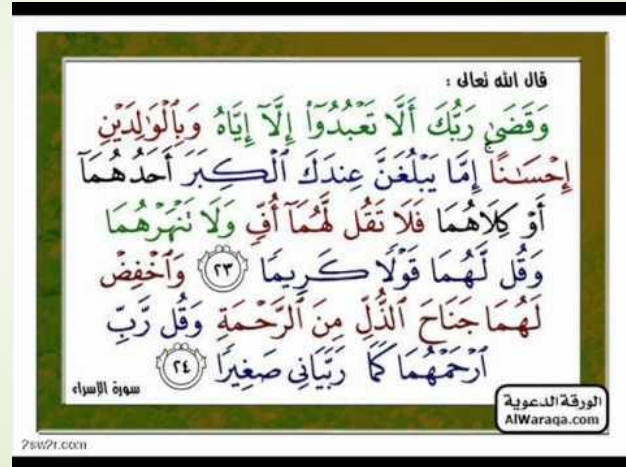 قال الله تعالى :
وَقَضَىٰ رَبُّكَ أَلَّا تَعْبُدُوٓا۟ إِلَّآ إِيَّاهُ وَبِٱلْوَٰلِدَيْنِ
إِحْسَـٰنًا ۚ إِمَّا يَبْلُغَنَّ عِندَكَ ٱلْكِبَرَ أَحَدُهُمَآ
أَوْ كِلَاهُمَا فَلَا تَقُل لَّهُمَآ أُفٍّ وَلَا تَنْهَرْهُمَا
وَقُل لَّهُمَا قَوْلًا كَرِيمًا ﴿٢٣﴾ وَٱخْفِضْ
لَهُمَا جَنَاحَ ٱلذُّلِّ مِنَ ٱلرَّحْمَةِ وَقُل رَّبِّ
ٱرْحَمْهُمَا كَمَا رَبَّيَانِى صَغِيرًا ﴿٢٤﴾
سورة الإسراء
الورقة الدعوية
AlWaraqa.com
2sw2r.com